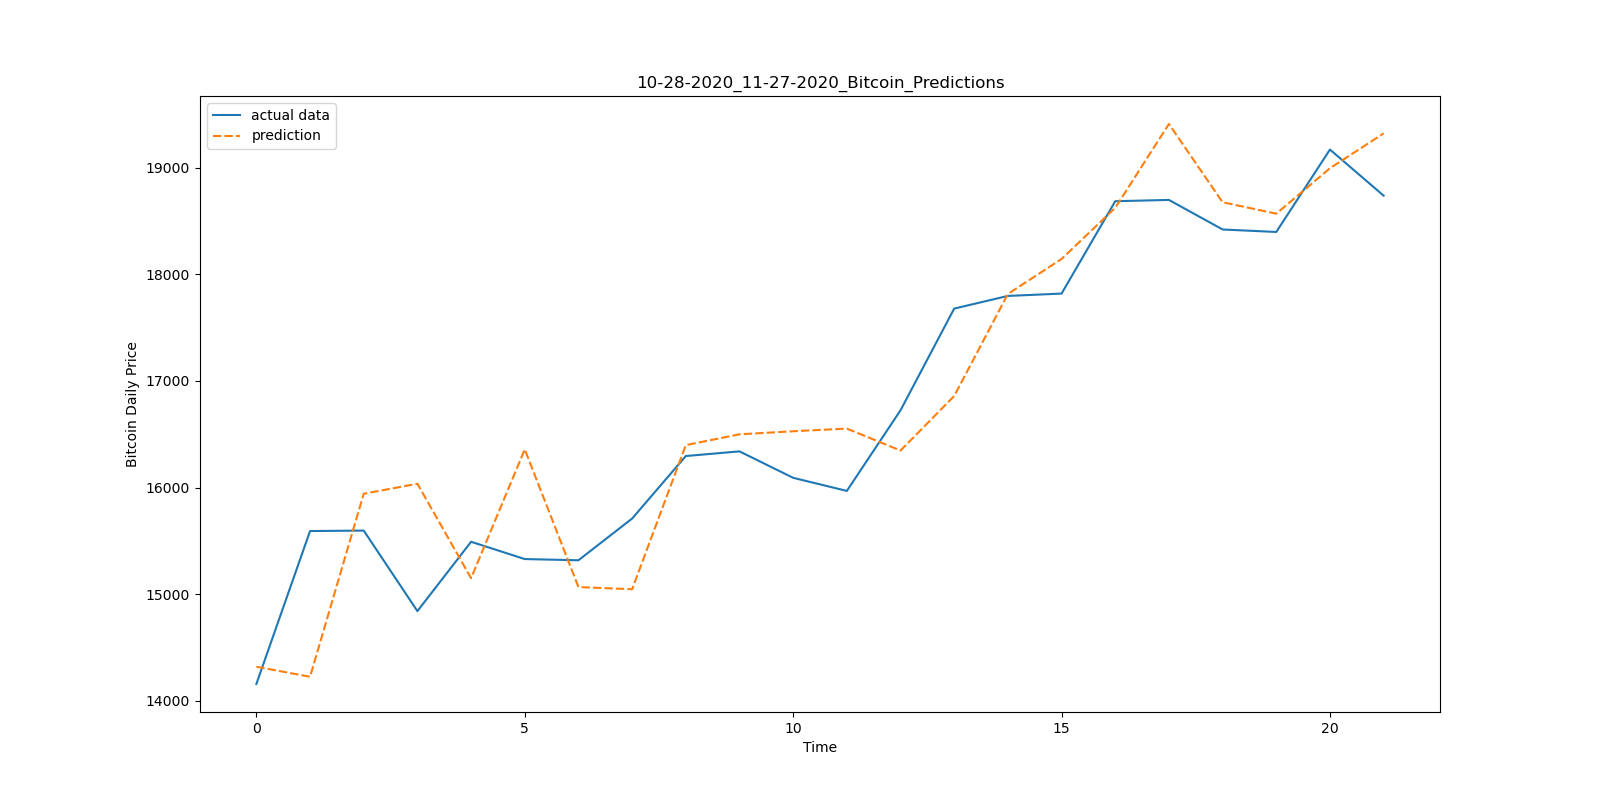 10-28-2020_11-27-2020_Bitcoin_Predictions
actual data
prediction
19000
18000
17000
16000
15000
14000
Bitcoin Daily Price
0 5 10 15 20
Time